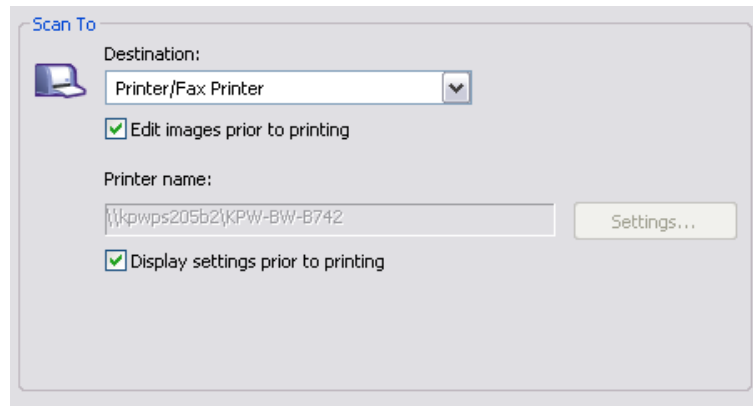 Scan To
Destination:
Printer/Fax Printer
Edit images prior to printing
Printer name:
\\kpwps205b2\KPW-BW-B742
Settings...
Display settings prior to printing